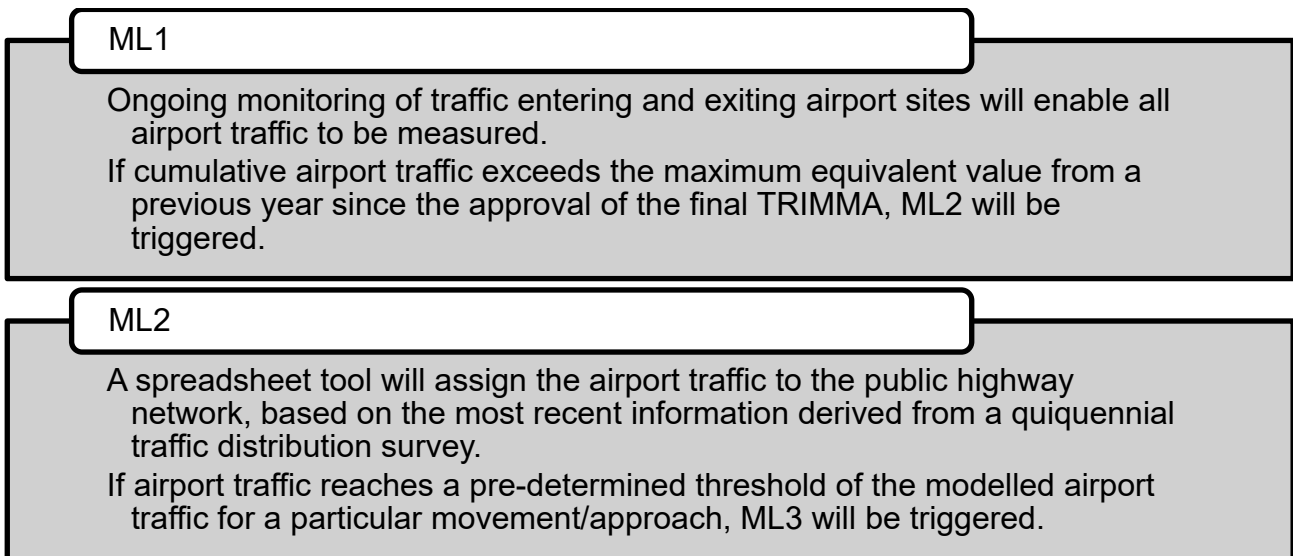 ML1
Ongoing monitoring of traffic entering and exiting airport sites will enable all
airport traffic to be measured.
If cumulative airport traffic exceeds the maximum equivalent value from a
previous year since the approval of the final TRIMMA, ML2 will be
triggered.
ML2
A spreadsheet tool will assign the airport traffic to the public highway
network, based on the most recent information derived from a quiquennial
traffic distribution survey.
If airport traffic reaches a pre-determined threshold of the modelled airport
traffic for a particular movement/approach, ML3 will be triggered.